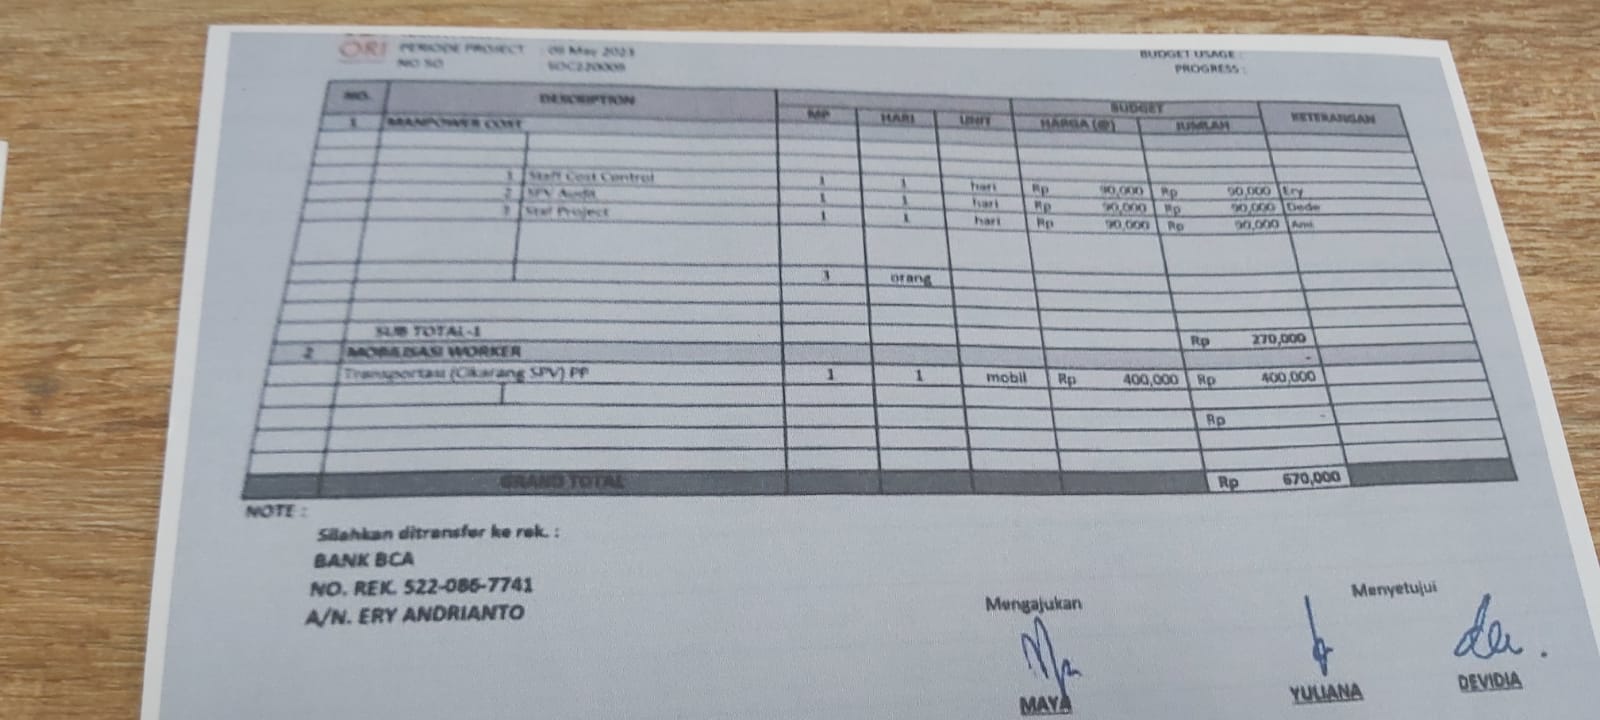 ORI PERIODE PROJECT : 09 May 2023 BUDGET USAGE :
NO SO SOC220009 PROGRESS :
NO. DESCRIPTION MP HARI UNIT BUDGET KETERANGAN
HARGA (@) JUMLAH
1 MANPOWER COST
1 Staff Cost Control 1 1 hari Rp 90,000 Rp 90,000 Ery
2 SPV Audit 1 1 hari Rp 90,000 Rp 90,000 Dede
3 Staf Project 1 1 hari Rp 90,000 Rp 90,000
3 orang
SUB TOTAL-1 Rp 270,000
2 MOBILISASI WORKER -
Transportasi (Cikarang SPV) PP 1 1 mobil Rp 400,000 Rp 400,000
Rp -
GRAND TOTAL Rp 670,000
NOTE :
Silahkan ditransfer ke rek. :
BANK BCA
NO. REK. 522-086-7741
A/N. ERY ANDRIANTO
Mengajukan Menyetujui
MAYA YULIANA DEVIDIA